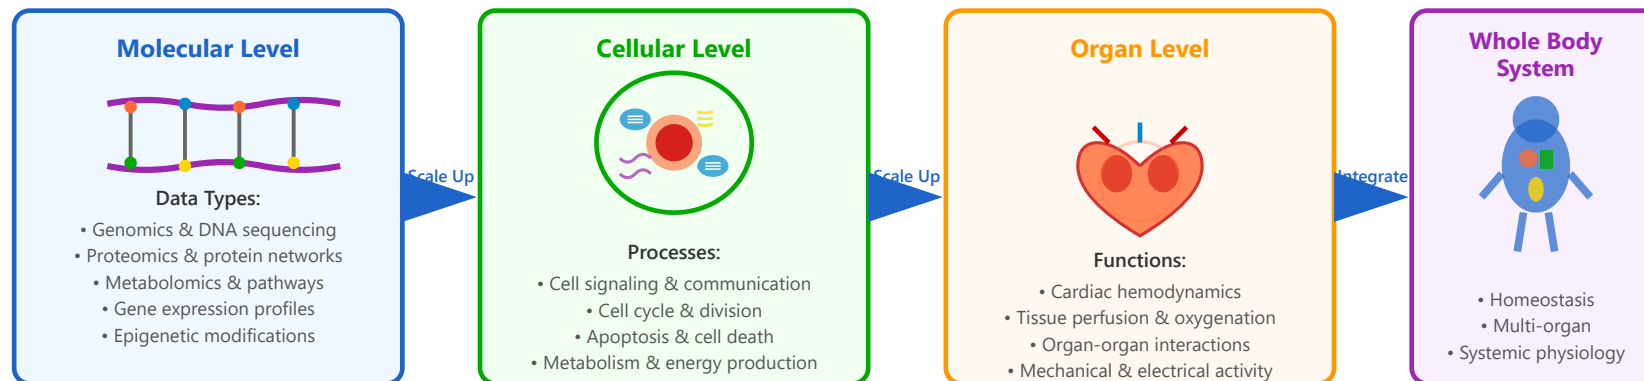 Molecular Level
Data Types:
• Genomics & DNA sequencing
• Proteomics & protein networks
• Metabolomics & pathways
• Gene expression profiles
• Epigenetic modifications
Scale Up
Cellular Level
Processes:
• Cell signaling & communication
• Cell cycle & division
• Apoptosis & cell death
• Metabolism & energy production
Scale Up
Organ Level
Functions:
• Cardiac hemodynamics
• Tissue perfusion & oxygenation
• Organ-organ interactions
• Mechanical & electrical activity
Integrate
Whole Body
System
• Homeostasis
• Multi-organ
• Systemic physiology